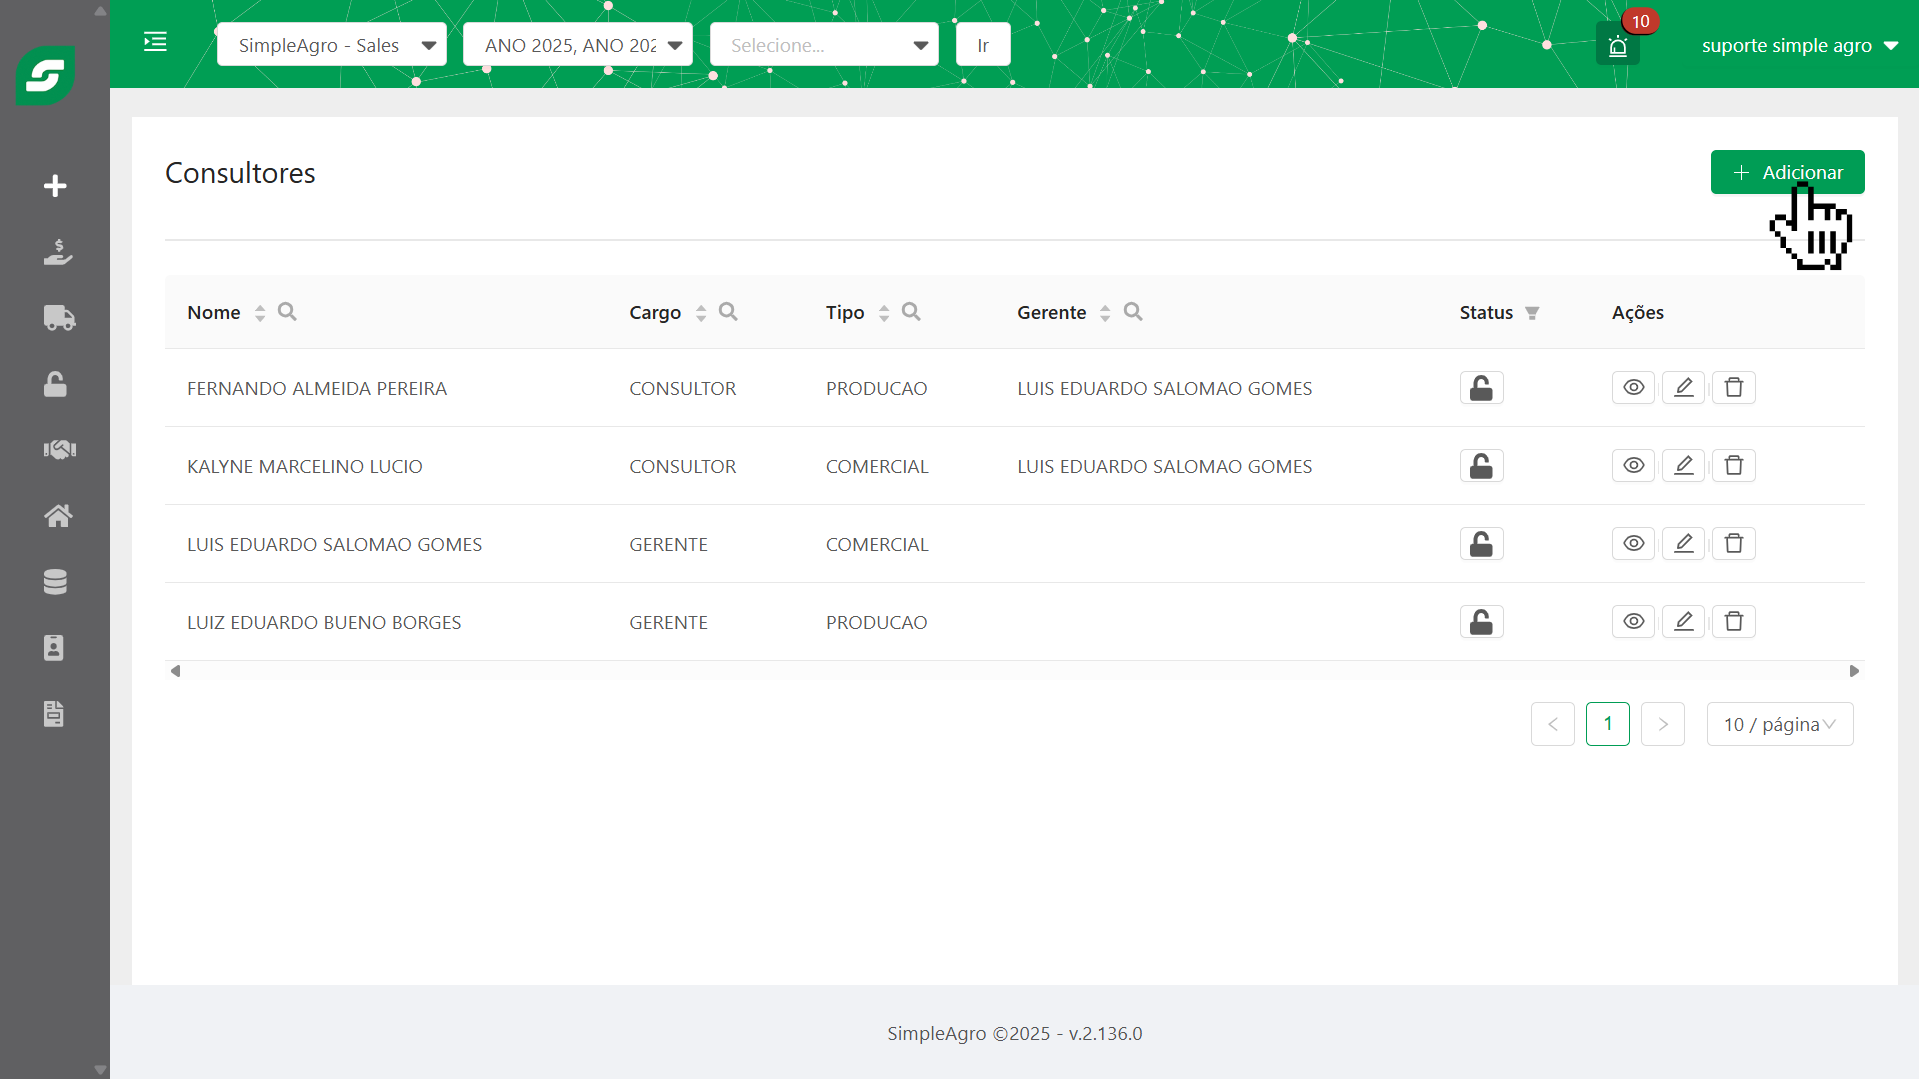 SimpleAgro - Sales
ANO 2025, ANO 202
Selecione...
Ir
10
suporte simple agro
Consultores
Adicionar
Nome Cargo Tipo Gerente Status Ações
FERNANDO ALMEIDA PEREIRA CONSULTOR PRODUCAO LUIS EDUARDO SALOMAO GOMES
KALYNE MARCELINO LUCIO CONSULTOR COMERCIAL LUIS EDUARDO SALOMAO GOMES
LUIS EDUARDO SALOMAO GOMES GERENTE COMERCIAL
LUIZ EDUARDO BUENO BORGES GERENTE PRODUCAO
1
10 / página
SimpleAgro ©2025 - v.2.136.0